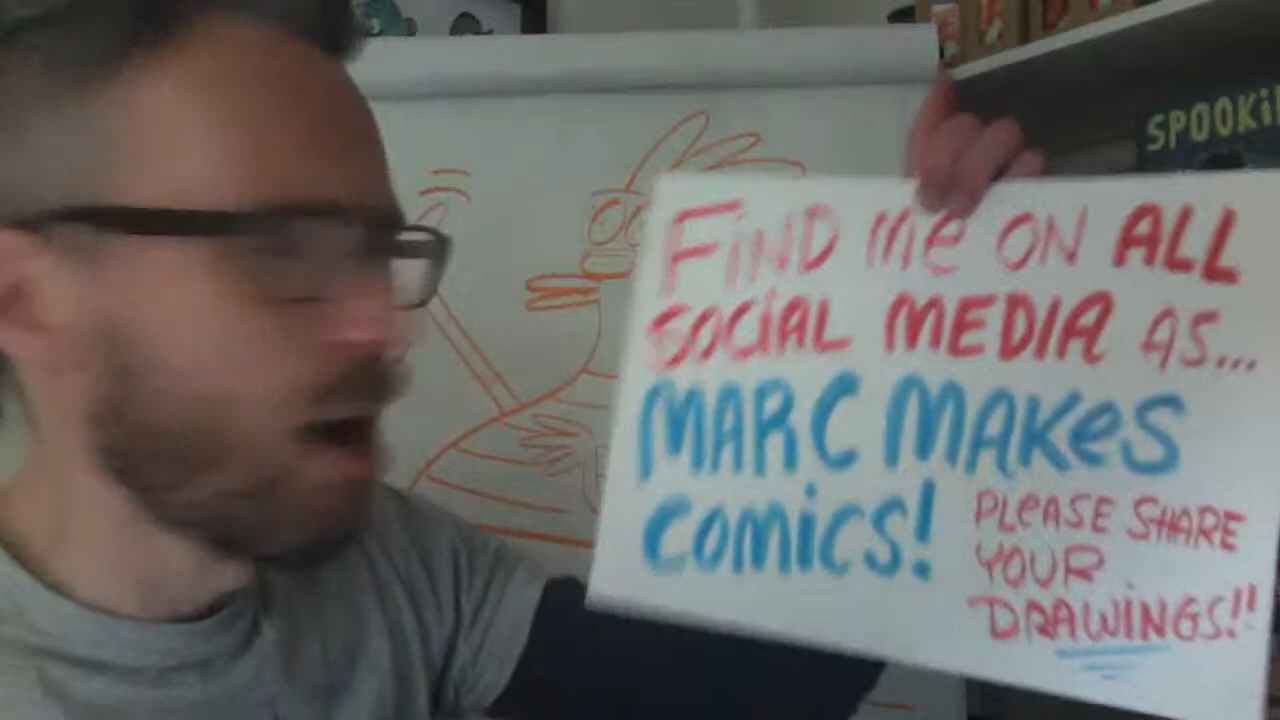 SPOOKI
FiND me ON ALL
SOCiAL MEDIA AS...
MARC MAKes
COmiCS!
PLeASE SHARE
YOUR
DRAWiNGS!!